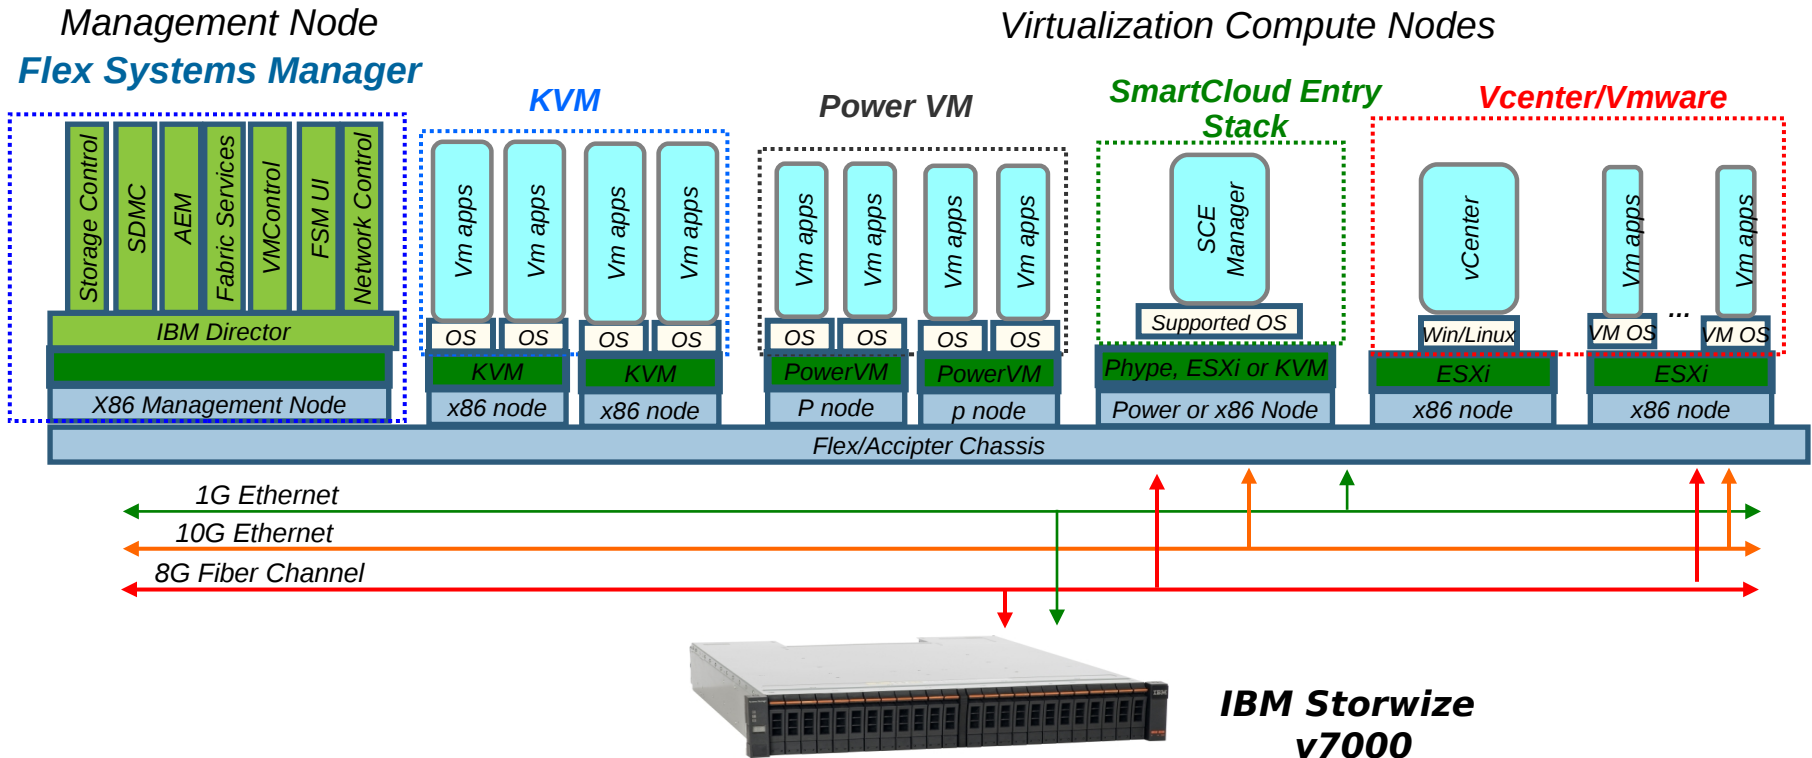 Management Node
Virtualization Compute Nodes
Flex Systems Manager
KVM
Power VM
SmartCloud Entry
Stack
Vcenter/Vmware
Storage Control
SDMC
AEM
Fabric Services
VMControl
FSM UI
Network Control
Vm apps
Vm apps
Vm apps
Vm apps
Vm apps
Vm apps
Vm apps
Vm apps
SCE
Manager
vCenter
Vm apps
Vm apps
...
IBM Director
OS
OS
OS
OS
OS
OS
OS
OS
Supported OS
Win/Linux
VM OS
VM OS
KVM
KVM
PowerVM
PowerVM
Phype, ESXi or KVM
ESXi
ESXi
X86 Management Node
x86 node
x86 node
P node
p node
Power or x86 Node
x86 node
x86 node
Flex/Accipter Chassis
1G Ethernet
10G Ethernet
8G Fiber Channel
IBM
IBM Storwize
v7000